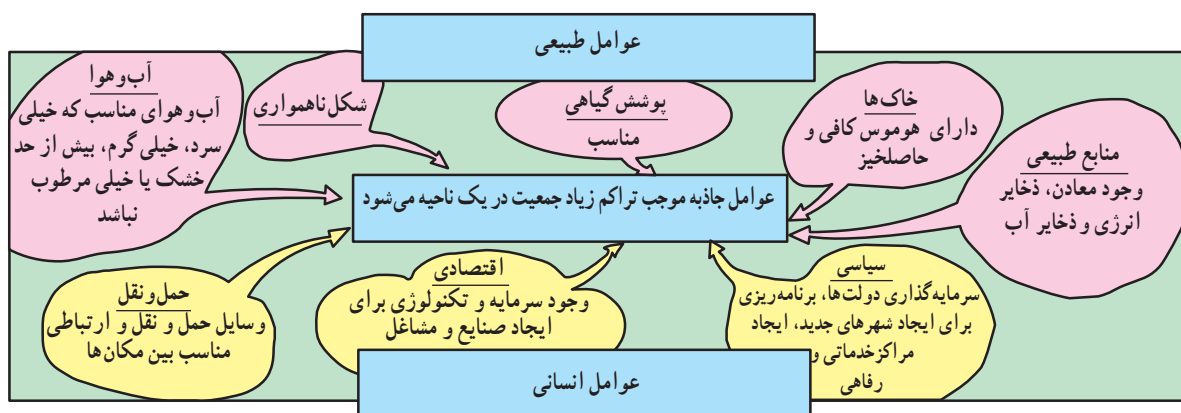 عوامل طبیعی
خاک‌ها
دارای هوموس کافی و
حاصلخیز
منابع طبیعی
وجود معادن، ذخایر
انرژی و ذخایر آب
پوشش گیاهی
مناسب
شکل ناهمواری
آب‌وهوا
آب‌وهوای مناسب که خیلی
سرد، خیلی گرم، بیش از حد
خشک یا خیلی مرطوب
نباشد
عوامل جاذبه موجب تراکم زیاد جمعیت در یک ناحیه می‌شود
سیاسی
سرمایه‌گذاری دولت‌ها، برنامه‌ریزی
برای ایجاد شهرهای جدید، ایجاد
مراکزخدماتی و
رفاهی
اقتصادی
وجود سرمایه و تکنولوژی برای
ایجاد صنایع و مشاغل
حمل‌ونقل
وسایل حمل و نقل و ارتباطی
مناسب بین مکان‌ها
عوامل انسانی